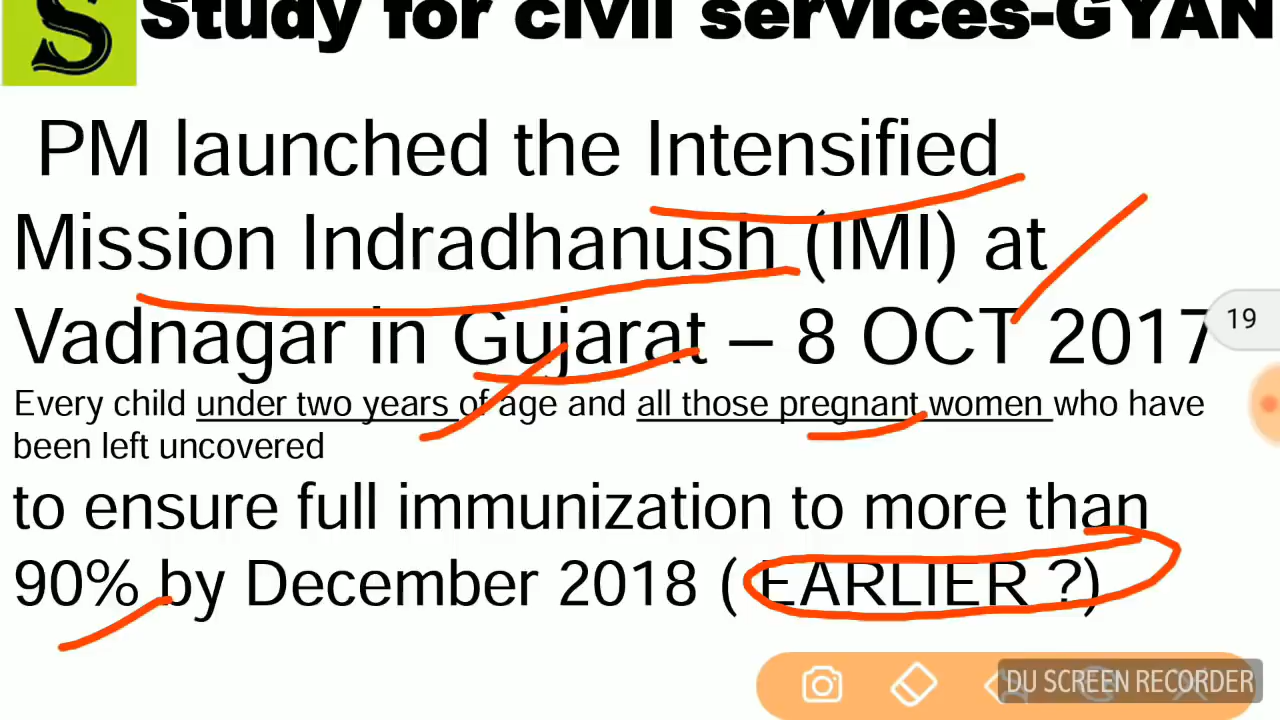 S
Study for civil services-GYAN
PM launched the Intensified
Mission Indradhanush (IMI) at
Vadnagar in Gujarat – 8 OCT 2017
19
Every child under two years of age and all those pregnant women who have
been left uncovered
to ensure full immunization to more than
90% by December 2018 ( EARLIER ?)
DU SCREEN RECORDER